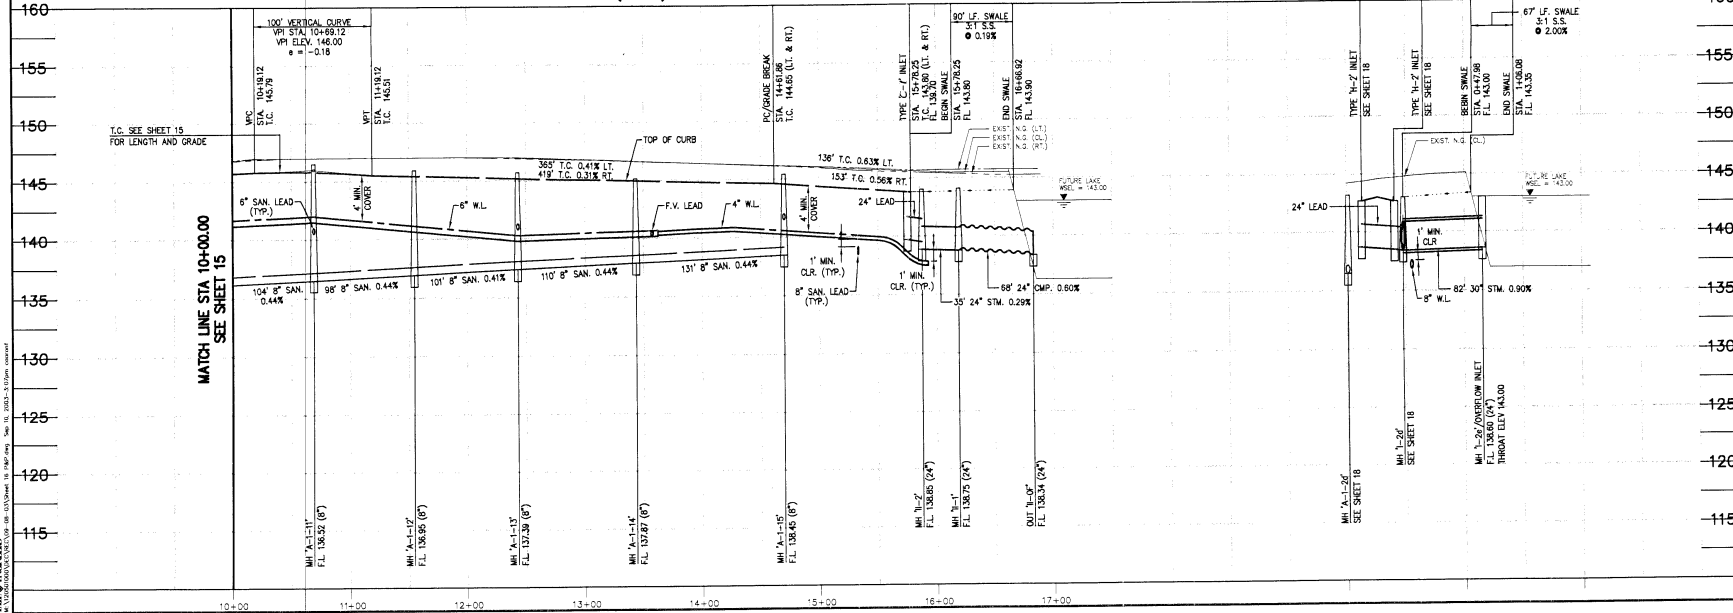 160
155
150
145
140
135
130
125
120
115
100' VERTICAL CURVE
VPI STA. 10+69.12
VPI ELEV. 146.00
e = -0.18
VPC
STA. 10+19.12
T.C. 145.79
VPT
STA. 11+19.12
T.C. 145.51
T.C. SEE SHEET 15
FOR LENGTH AND GRADE
MATCH LINE STA 10+00.00
SEE SHEET 15
6" SAN. LEAD
(TYP.)
4' MIN.
COVER
6" W.L.
365' T.C. 0.41% LT.
419' T.C. 0.31% RT.
TOP OF CURB
F.V. LEAD
4" W.L.
PC/GRADE BREAK
STA. 14+61.86
T.C. 144.65 (LT. & RT.)
4' MIN.
COVER
136' T.C. 0.63% LT.
153' T.C. 0.56% RT.
24" LEAD
104' 8" SAN.
0.44%
98' 8" SAN. 0.44%
101' 8" SAN. 0.41%
110' 8" SAN. 0.44%
131' 8" SAN. 0.44%
1' MIN.
CLR. (TYP.)
8" SAN. LEAD
(TYP.)
1' MIN.
CLR. (TYP.)
35' 24" STM. 0.29%
68' 24" CMP. 0.60%
STA. 15+78.25
T.C. 143.80 (LT. & RT.)
FL. 139.70
BEGIN SWALE
STA. 15+78.25
FL 143.80
90' LF. SWALE
3:1 S.S.
@ 0.19%
END SWALE
STA. 16+66.92
FL 143.90
EXIST. N.G. (LT.)
EXIST. N.G. (CL.)
EXIST. N.G. (RT.)
FUTURE LAKE
WSEL = 143.00
MH 'A-1-11'
F.L. 136.52 (8")
MH 'A-1-12'
F.L. 136.95 (8")
MH 'A-1-13'
F.L. 137.39 (8")
MH 'A-1-14'
F.L. 137.87 (8")
MH 'A-1-15'
F.L. 138.45 (8")
MH 'II-2'
F.L. 138.85 (24")
MH 'II-1'
F.L. 138.75 (24")
OUT 'II-OF'
F.L. 138.34 (24")
TYPE 'H-2' INLET
SEE SHEET 18
TYPE 'H-2' INLET
SEE SHEET 18
BEBIN SWALE
STA. 0+47.98
F.L. 143.00
END SWALE
STA. 1+06.08
F.L. 143.35
67' LF. SWALE
3:1 S.S.
@ 2.00%
EXIST. N.G. (CL.)
FUTURE LAKE
WSEL = 143.00
24" LEAD
1' MIN.
CLR
8" W.L.
82' 30" STM. 0.90%
MH 'A-1-2d'
SEE SHEET 18
MH 'I-2d'
SEE SHEET 18
MH 'I-2e'/OVERFLOW INLET
F.L. 138.60 (24")
THROAT ELEV 143.00
10+00
11+00
12+00
13+00
14+00
15+00
16+00
17+00
155
150
145
140
135
130
125
120
115